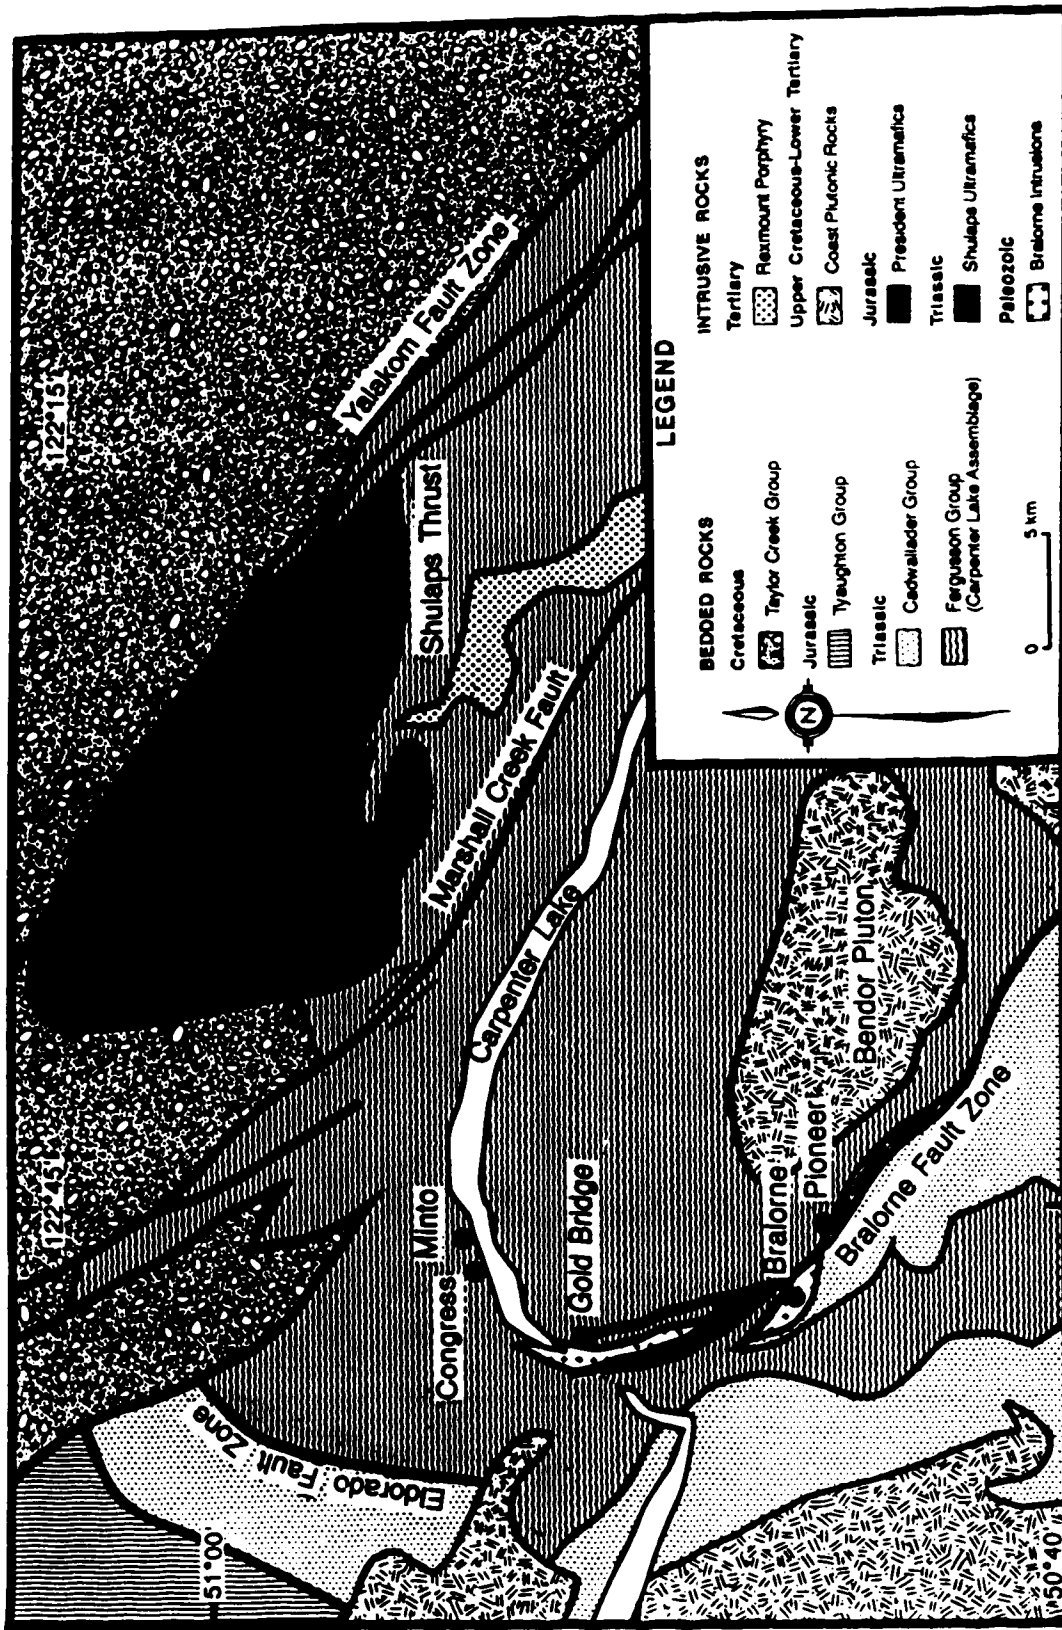 122°45'
122°15'
51°00
50°40'
Eldorado Fault Zone
Congress
Minto
Gold Bridge
Carpenter Lake
Marshall Creek Fault
Shulaps Thrust
Yalakom Fault Zone
Bralorne
Pioneer
Bendor Pluton
Bralorne Fault Zone
LEGEND
BEDDED ROCKS
Cretaceous
Taylor Creek Group
Jurassic
Tyaughton Group
Triassic
Cadwallader Group
Fergusson Group
(Carpenter Lake Assemblage)
INTRUSIVE ROCKS
Tertiary
Rexmount Porphyry
Upper Cretaceous-Lower Tertiary
Coast Plutonic Rocks
Jurassic
President Ultramafics
Triassic
Shulaps Ultramafics
Paleozoic
Bralorne Intrusions
N
0 5 km